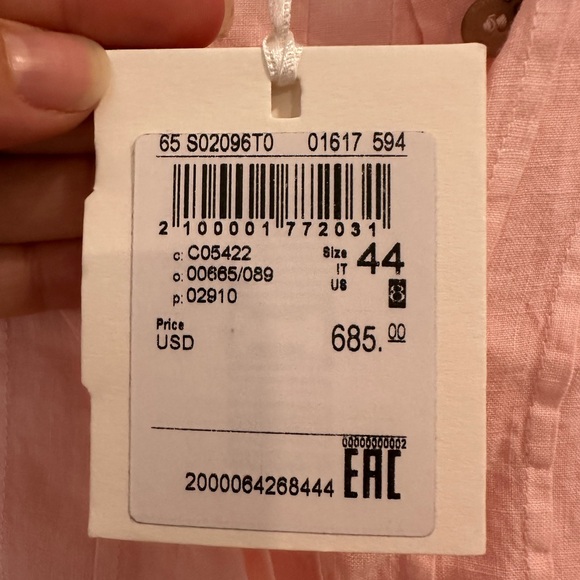 65 S02096T0 01617 594
2 100001 772031
c: C05422
o: 00665/089
p: 02910
Size
IT 44
US 8
Price
USD 685.00
00000000002
2000064268444 EAC